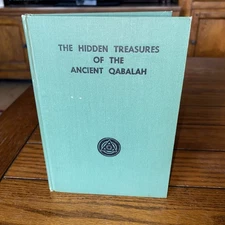 THE HIDDEN TREASURES
OF THE
ANCIENT QABALAH